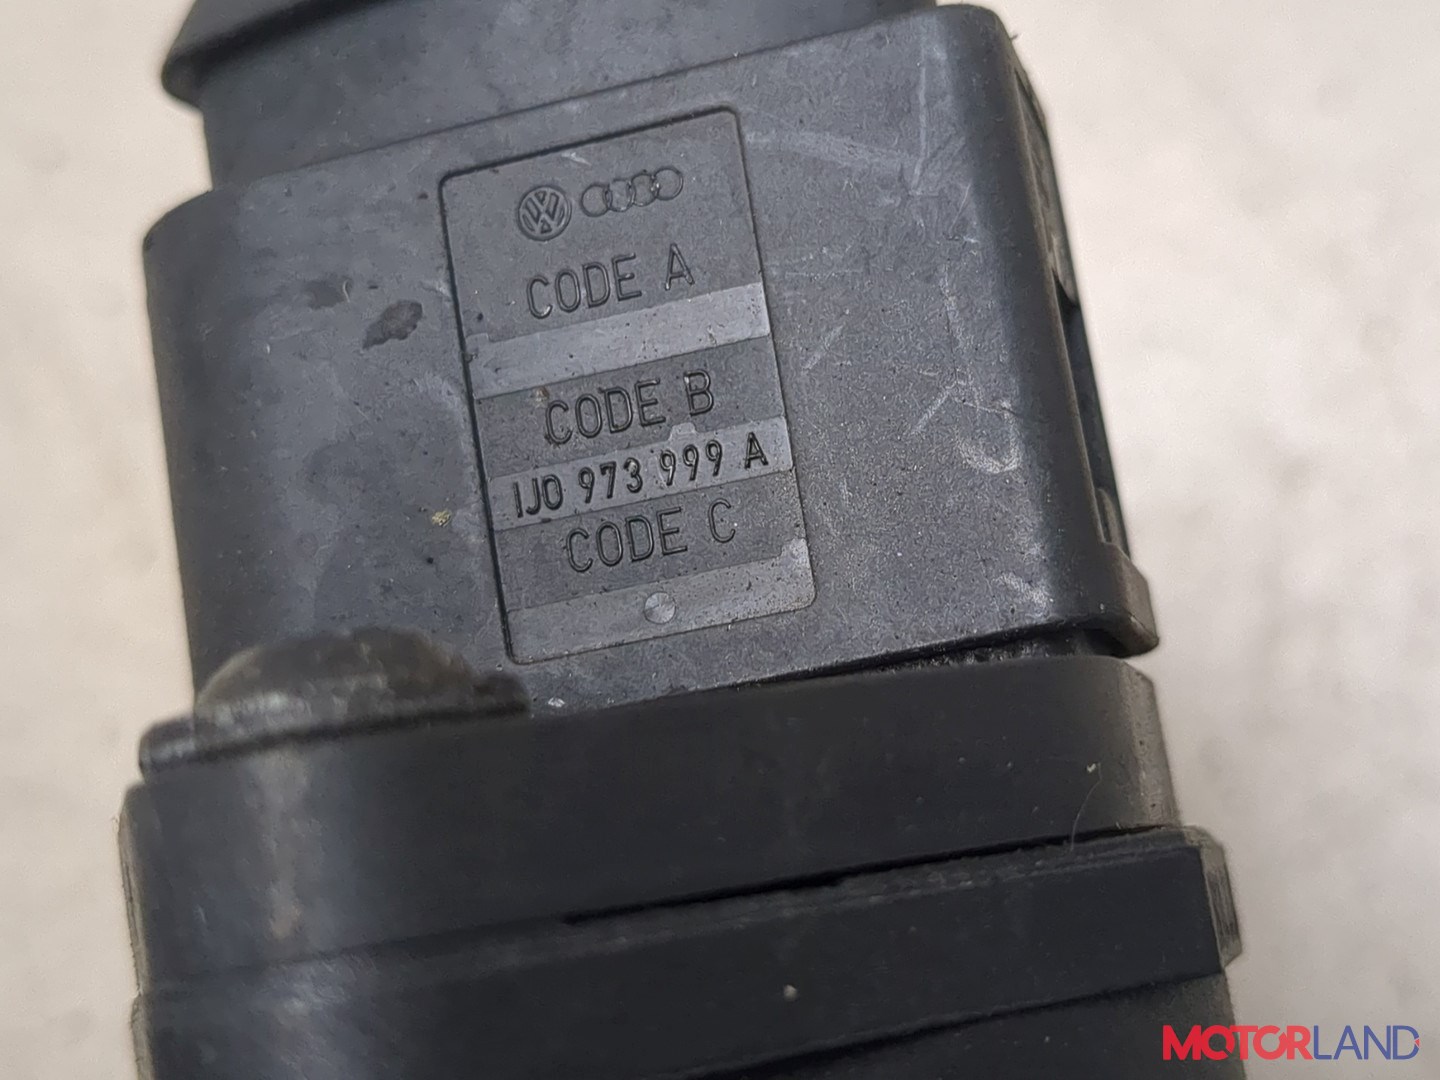 CODE A
CODE B
1J0 973 999 A
CODE C
MOTORLAND